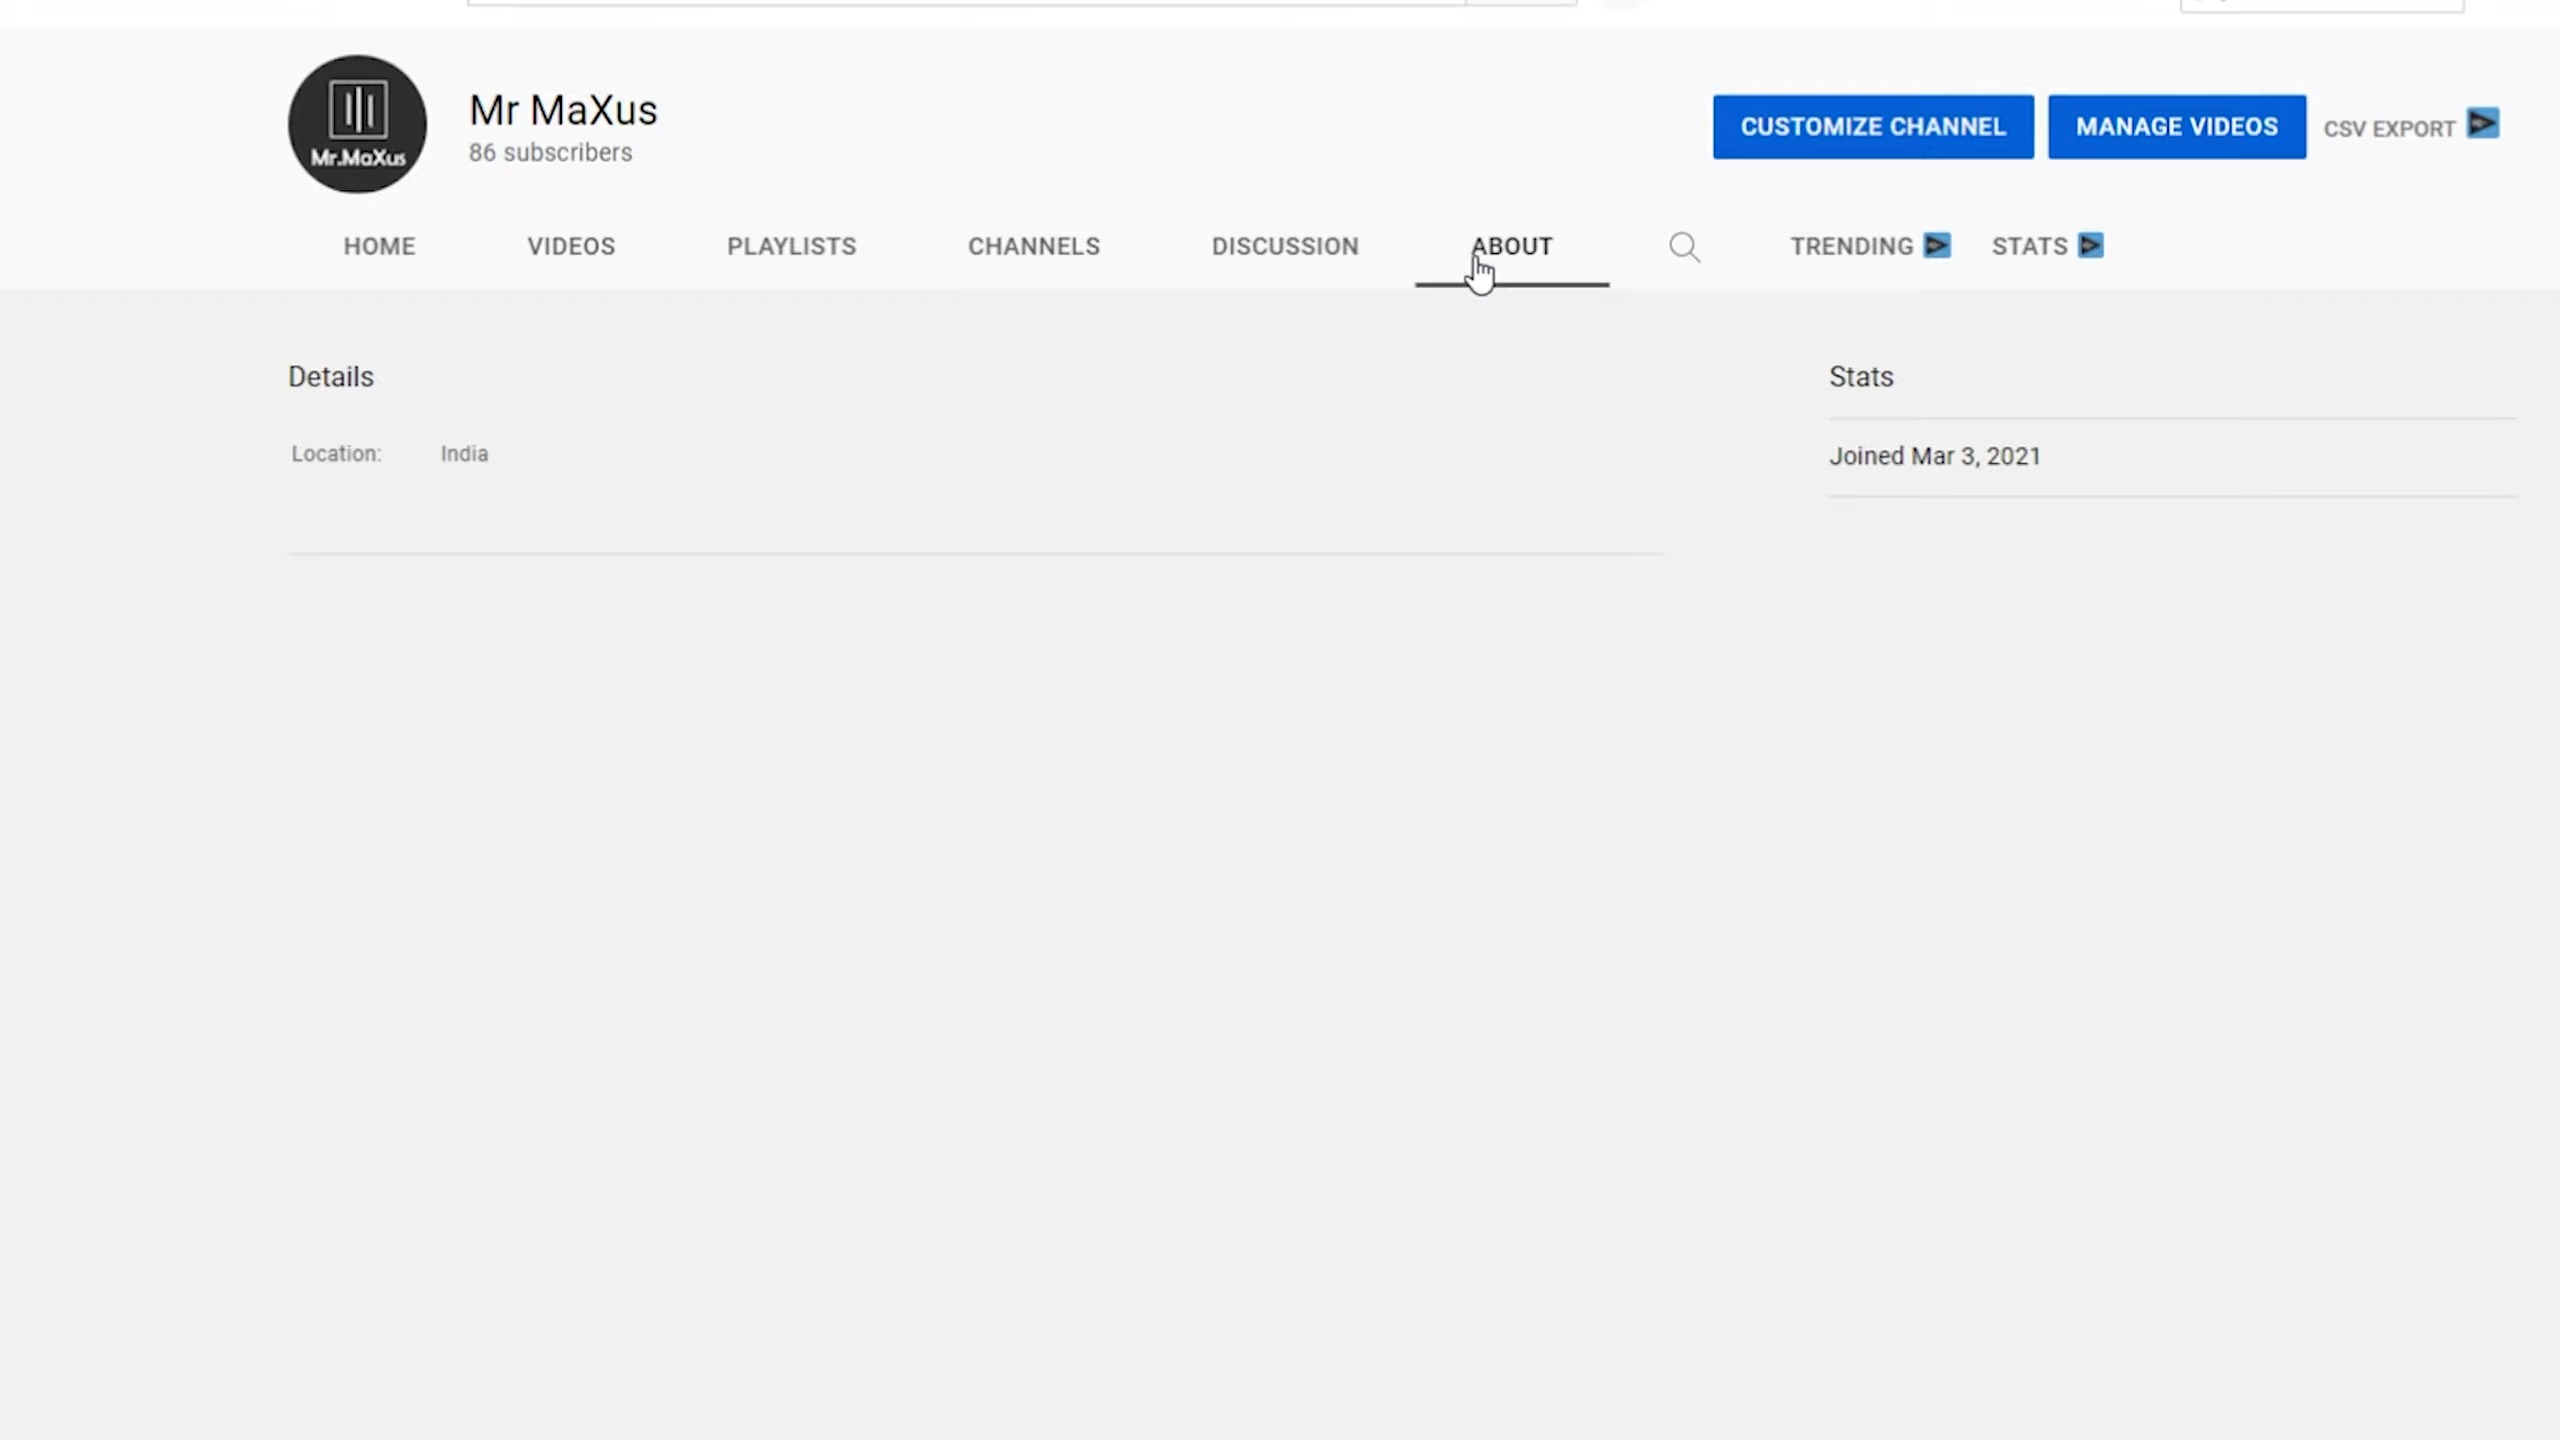 Mr.MaXus
Mr MaXus
86 subscribers
CUSTOMIZE CHANNEL
MANAGE VIDEOS
CSV EXPORT
HOME
VIDEOS
PLAYLISTS
CHANNELS
DISCUSSION
ABOUT
TRENDING
STATS
Details
Location: India
Stats
Joined Mar 3, 2021